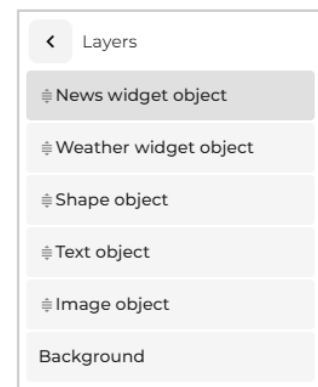 Layers
News widget object
Weather widget object
Shape object
Text object
Image object
Background